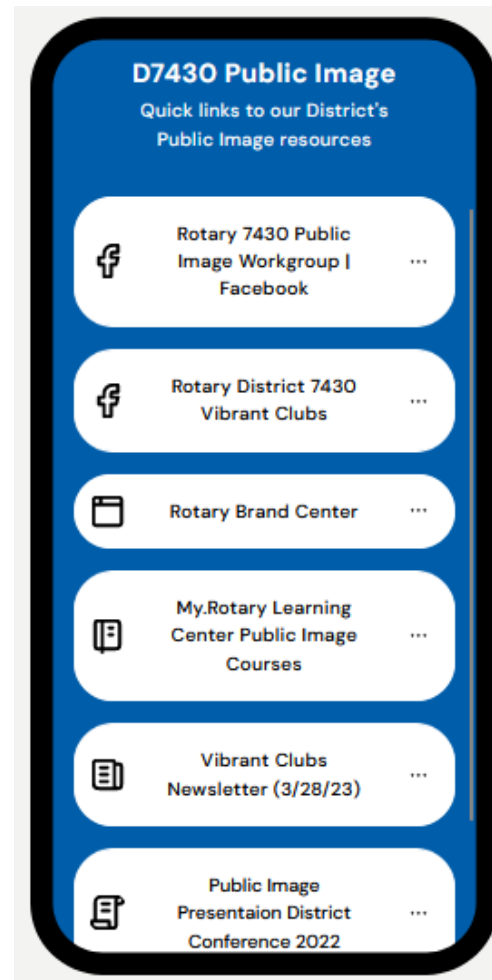 D7430 Public Image
Quick links to our District's
Public Image resources
Rotary 7430 Public
Image Workgroup |
Facebook
...
Rotary District 7430
Vibrant Clubs
...
Rotary Brand Center
...
My.Rotary Learning
Center Public Image
Courses
...
Vibrant Clubs
Newsletter (3/28/23)
...
Public Image
Presentaion District
Conference 2022
...